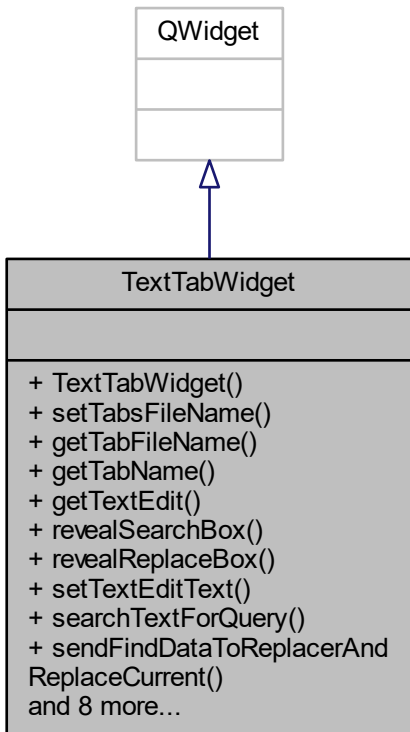 QWidget
TextTabWidget
+ TextTabWidget()
+ setTabsFileName()
+ getTabFileName()
+ getTabName()
+ getTextEdit()
+ revealSearchBox()
+ revealReplaceBox()
+ setTextEditText()
+ searchTextForQuery()
+ sendFindDataToReplacerAnd
ReplaceCurrent()
and 8 more...